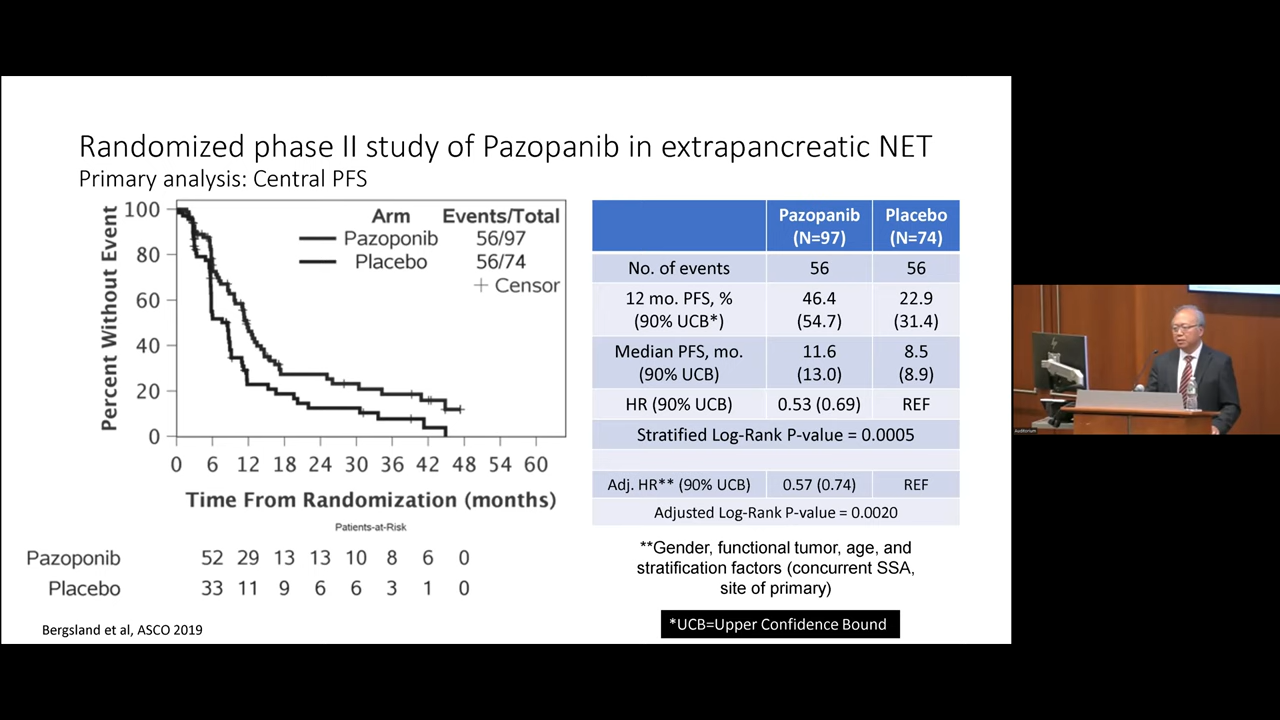 Randomized phase II study of Pazopanib in extrapancreatic NET
Primary analysis: Central PFS
Percent Without Event
100
80
60
40
20
0
Arm Events/Total
Pazoponib 56/97
Placebo 56/74
+ Censor
0 6 12 18 24 30 36 42 48 54 60
Time From Randomization (months)
Patients-at-Risk
Pazoponib 52 29 13 13 10 8 6 0
Placebo 33 11 9 6 6 3 1 0
Bergsland et al, ASCO 2019
Pazopanib Placebo
(N=97) (N=74)
No. of events 56 56
12 mo. PFS, % 46.4 22.9
(90% UCB*) (54.7) (31.4)
Median PFS, mo. 11.6 8.5
(90% UCB) (13.0) (8.9)
HR (90% UCB) 0.53 (0.69) REF
Stratified Log-Rank P-value = 0.0005
Adj. HR** (90% UCB) 0.57 (0.74) REF
Adjusted Log-Rank P-value = 0.0020
**Gender, functional tumor, age, and
stratification factors (concurrent SSA,
site of primary)
*UCB=Upper Confidence Bound
Auditorium